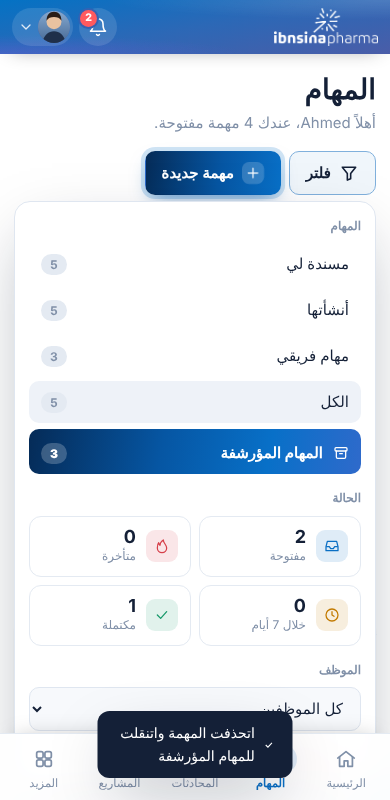 2
ibnsinapharma
المهام
أهلاً Ahmed، عندك 4 مهمة مفتوحة.
فلتر
مهمة جديدة
المهام
مسندة لي 5
أنشأتها 5
مهام فريقي 3
الكل 5
المهام المؤرشفة 3
الحالة
2 مفتوحة
0 متأخرة
0 خلال 7 أيام
1 مكتملة
الموظف
كل الموظفين
اتحذفت المهمة واتنقلت
للمهام المؤرشفة
الرئيسية
المهام
المحادثات
المشاريع
المزيد